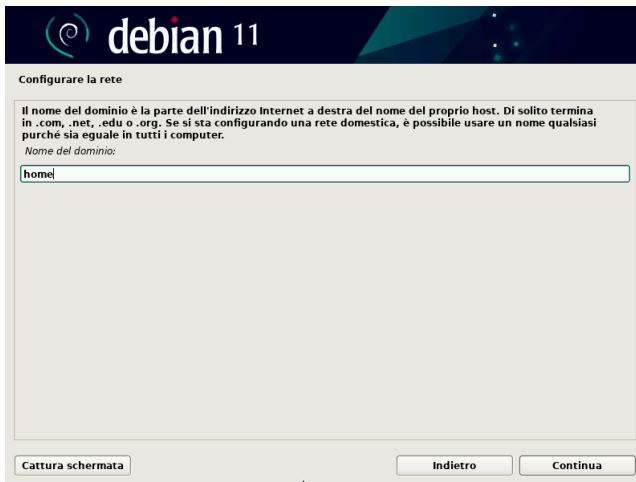 debian 11
Configurare la rete
Il nome del dominio è la parte dell'indirizzo Internet a destra del nome del proprio host. Di solito termina
in .com, .net, .edu o .org. Se si sta configurando una rete domestica, è possibile usare un nome qualsiasi
purché sia eguale in tutti i computer.
Nome del dominio:
home
Cattura schermata
Indietro
Continua